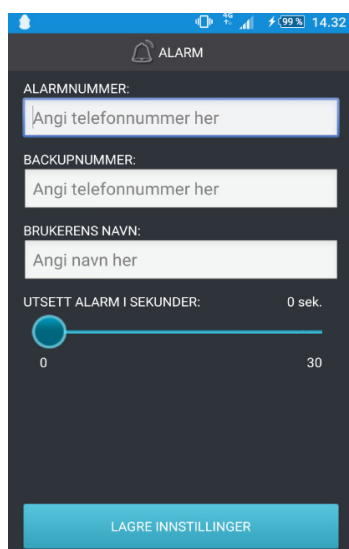 4G 99 % 14.32
ALARM
ALARMNUMMER:
Angi telefonnummer her
BACKUPNUMMER:
Angi telefonnummer her
BRUKERENS NAVN:
Angi navn her
UTSETT ALARM I SEKUNDER: 0 sek.
0 30
LAGRE INNSTILLINGER